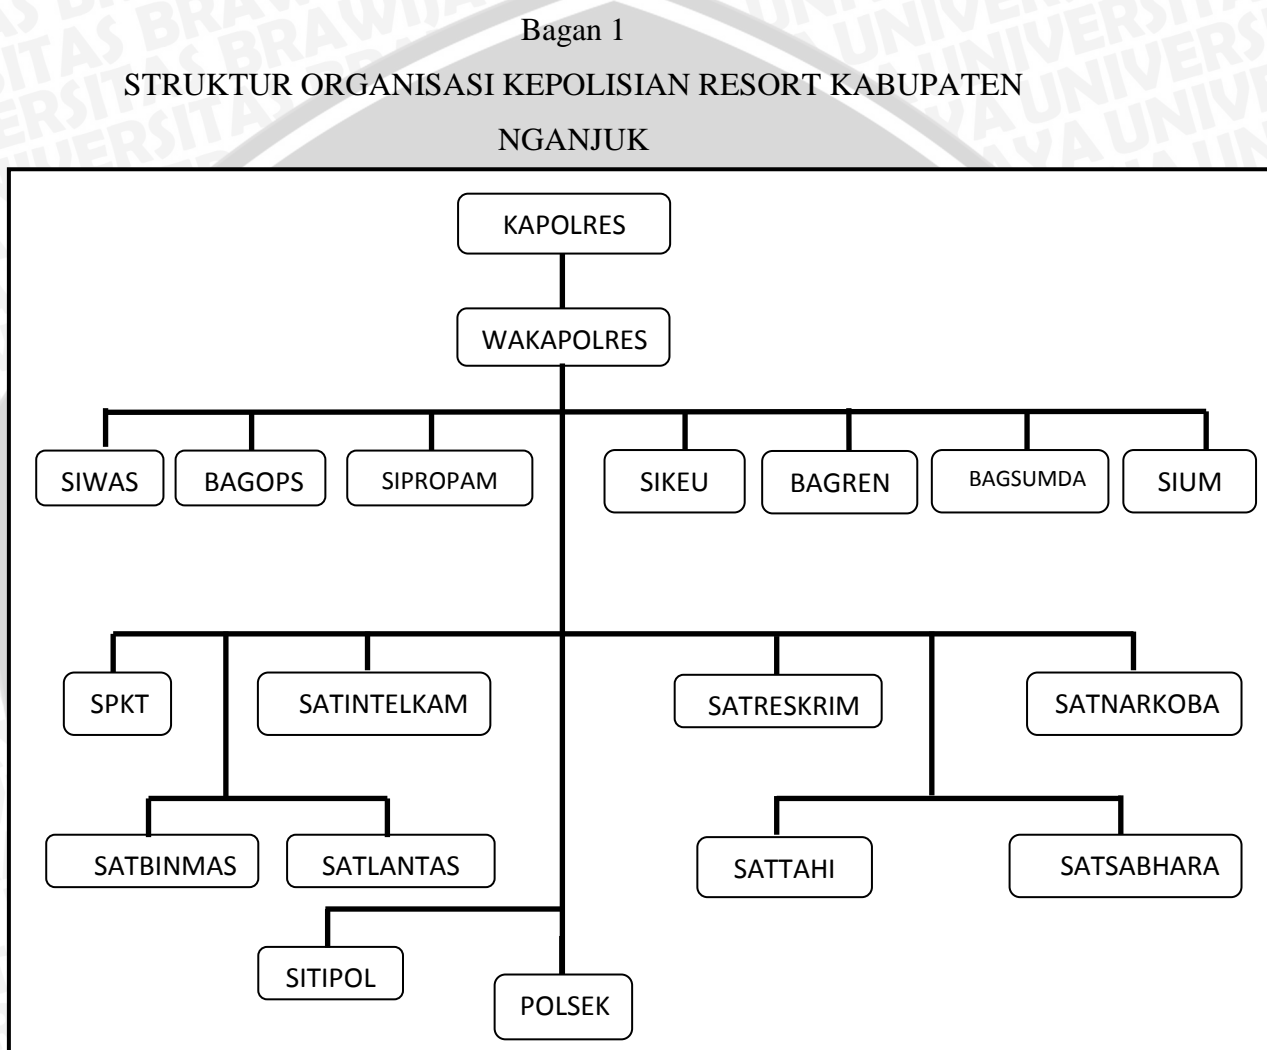 Bagan 1
STRUKTUR ORGANISASI KEPOLISIAN RESORT KABUPATEN
NGANJUK
KAPOLRES
WAKAPOLRES
SIWAS
BAGOPS
SIPROPAM
SIKEU
BAGREN
BAGSUMDA
SIUM
SPKT
SATINTELKAM
SATRESKRIM
SATNARKOBA
SATBINMAS
SATLANTAS
SATTAHI
SATSABHARA
SITIPOL
POLSEK